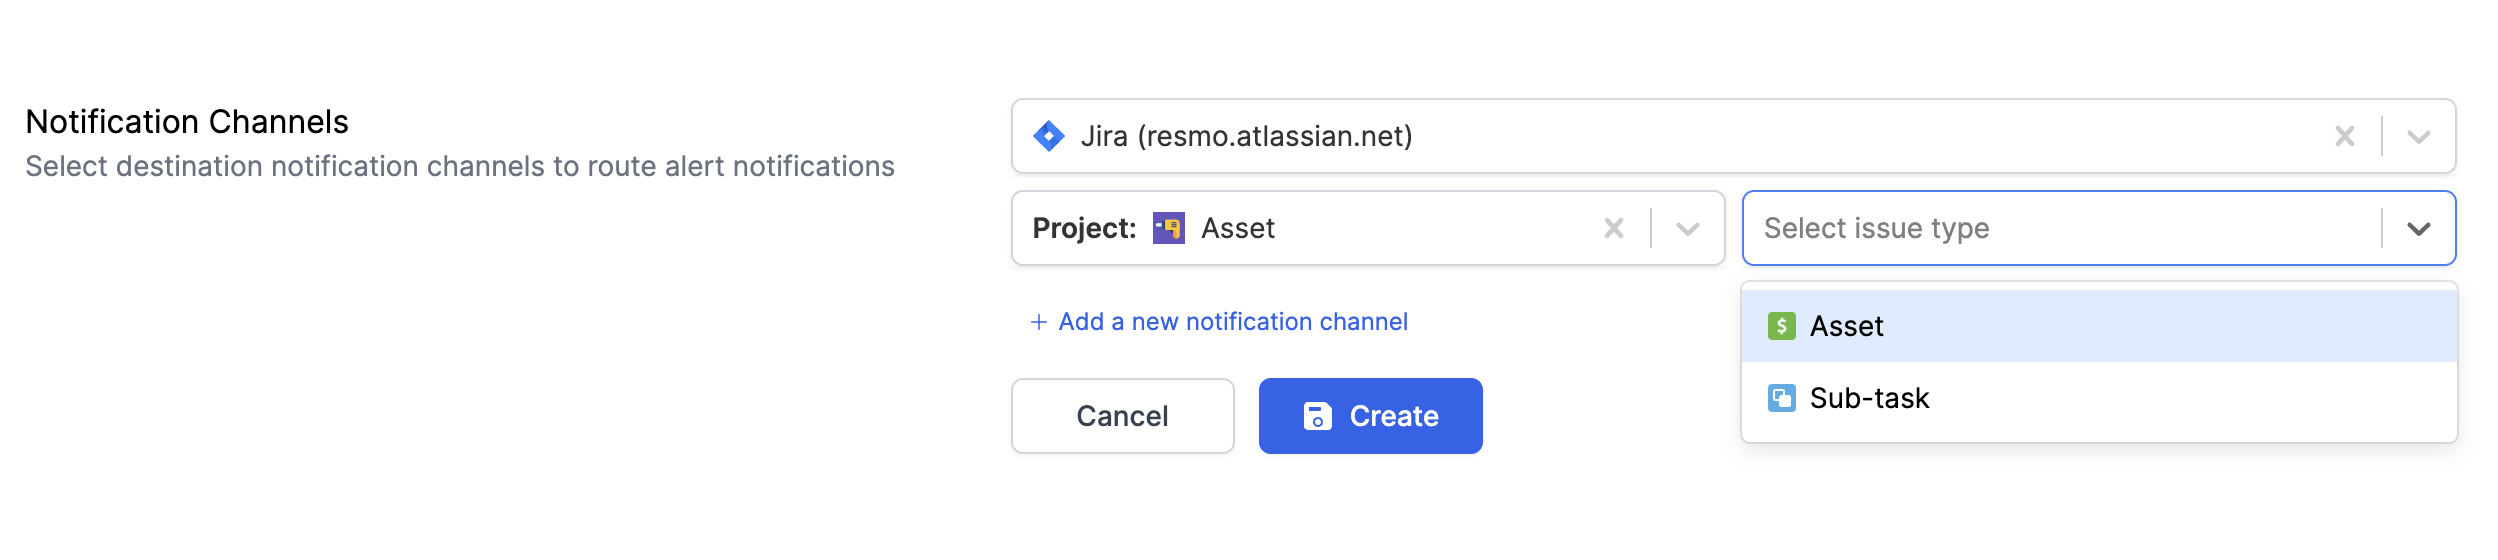 Notification Channels
Select destination notification channels to route alert notifications
Jira (resmo.atlassian.net)
Project: Asset
Select issue type
+ Add a new notification channel
Asset
Sub-task
Cancel
Create